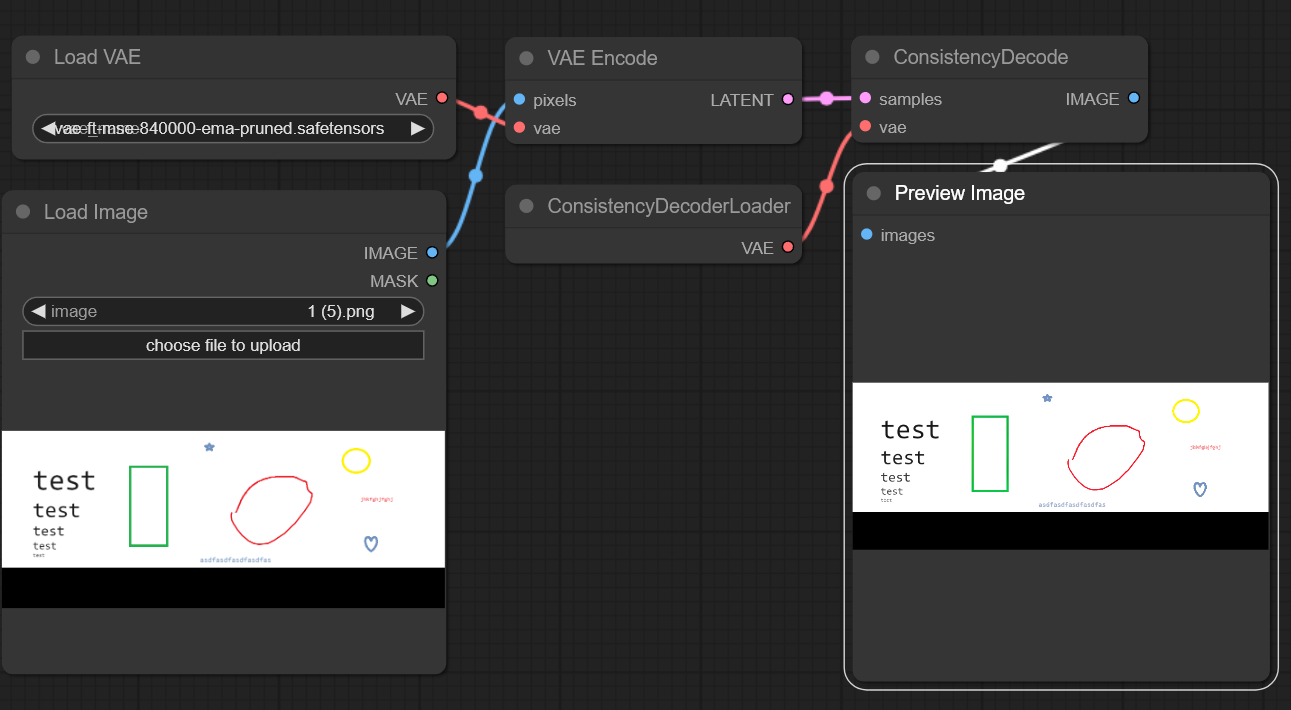 Load VAE
VAE
vae-ft-mse-840000-ema-pruned.safetensors
Load Image
IMAGE
MASK
image 1 (5).png
choose file to upload
test
test
test
test
test
asdfasdfasdfasdfas
VAE Encode
pixels LATENT
vae
ConsistencyDecoderLoader
VAE
ConsistencyDecode
samples IMAGE
vae
Preview Image
images
test
test
test
test
test
asdfasdfasdfasdfas